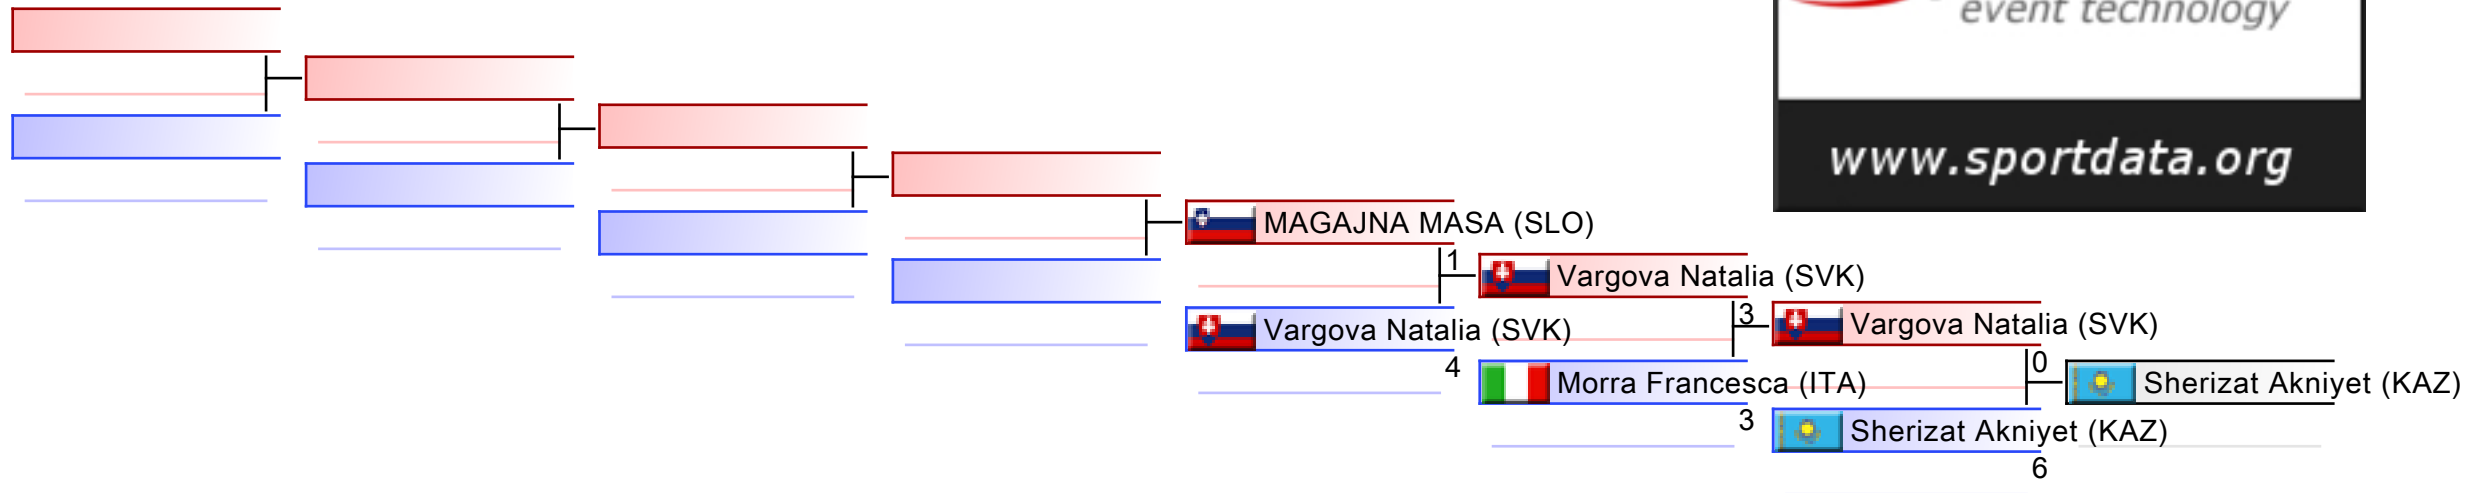 event technology
www.sportdata.org
MAGAJNA MASA (SLO)
1
Vargova Natalia (SVK)
Vargova Natalia (SVK)
4
3
Vargova Natalia (SVK)
Morra Francesca (ITA)
3
0
Sherizat Akniyet (KAZ)
Sherizat Akniyet (KAZ)
6